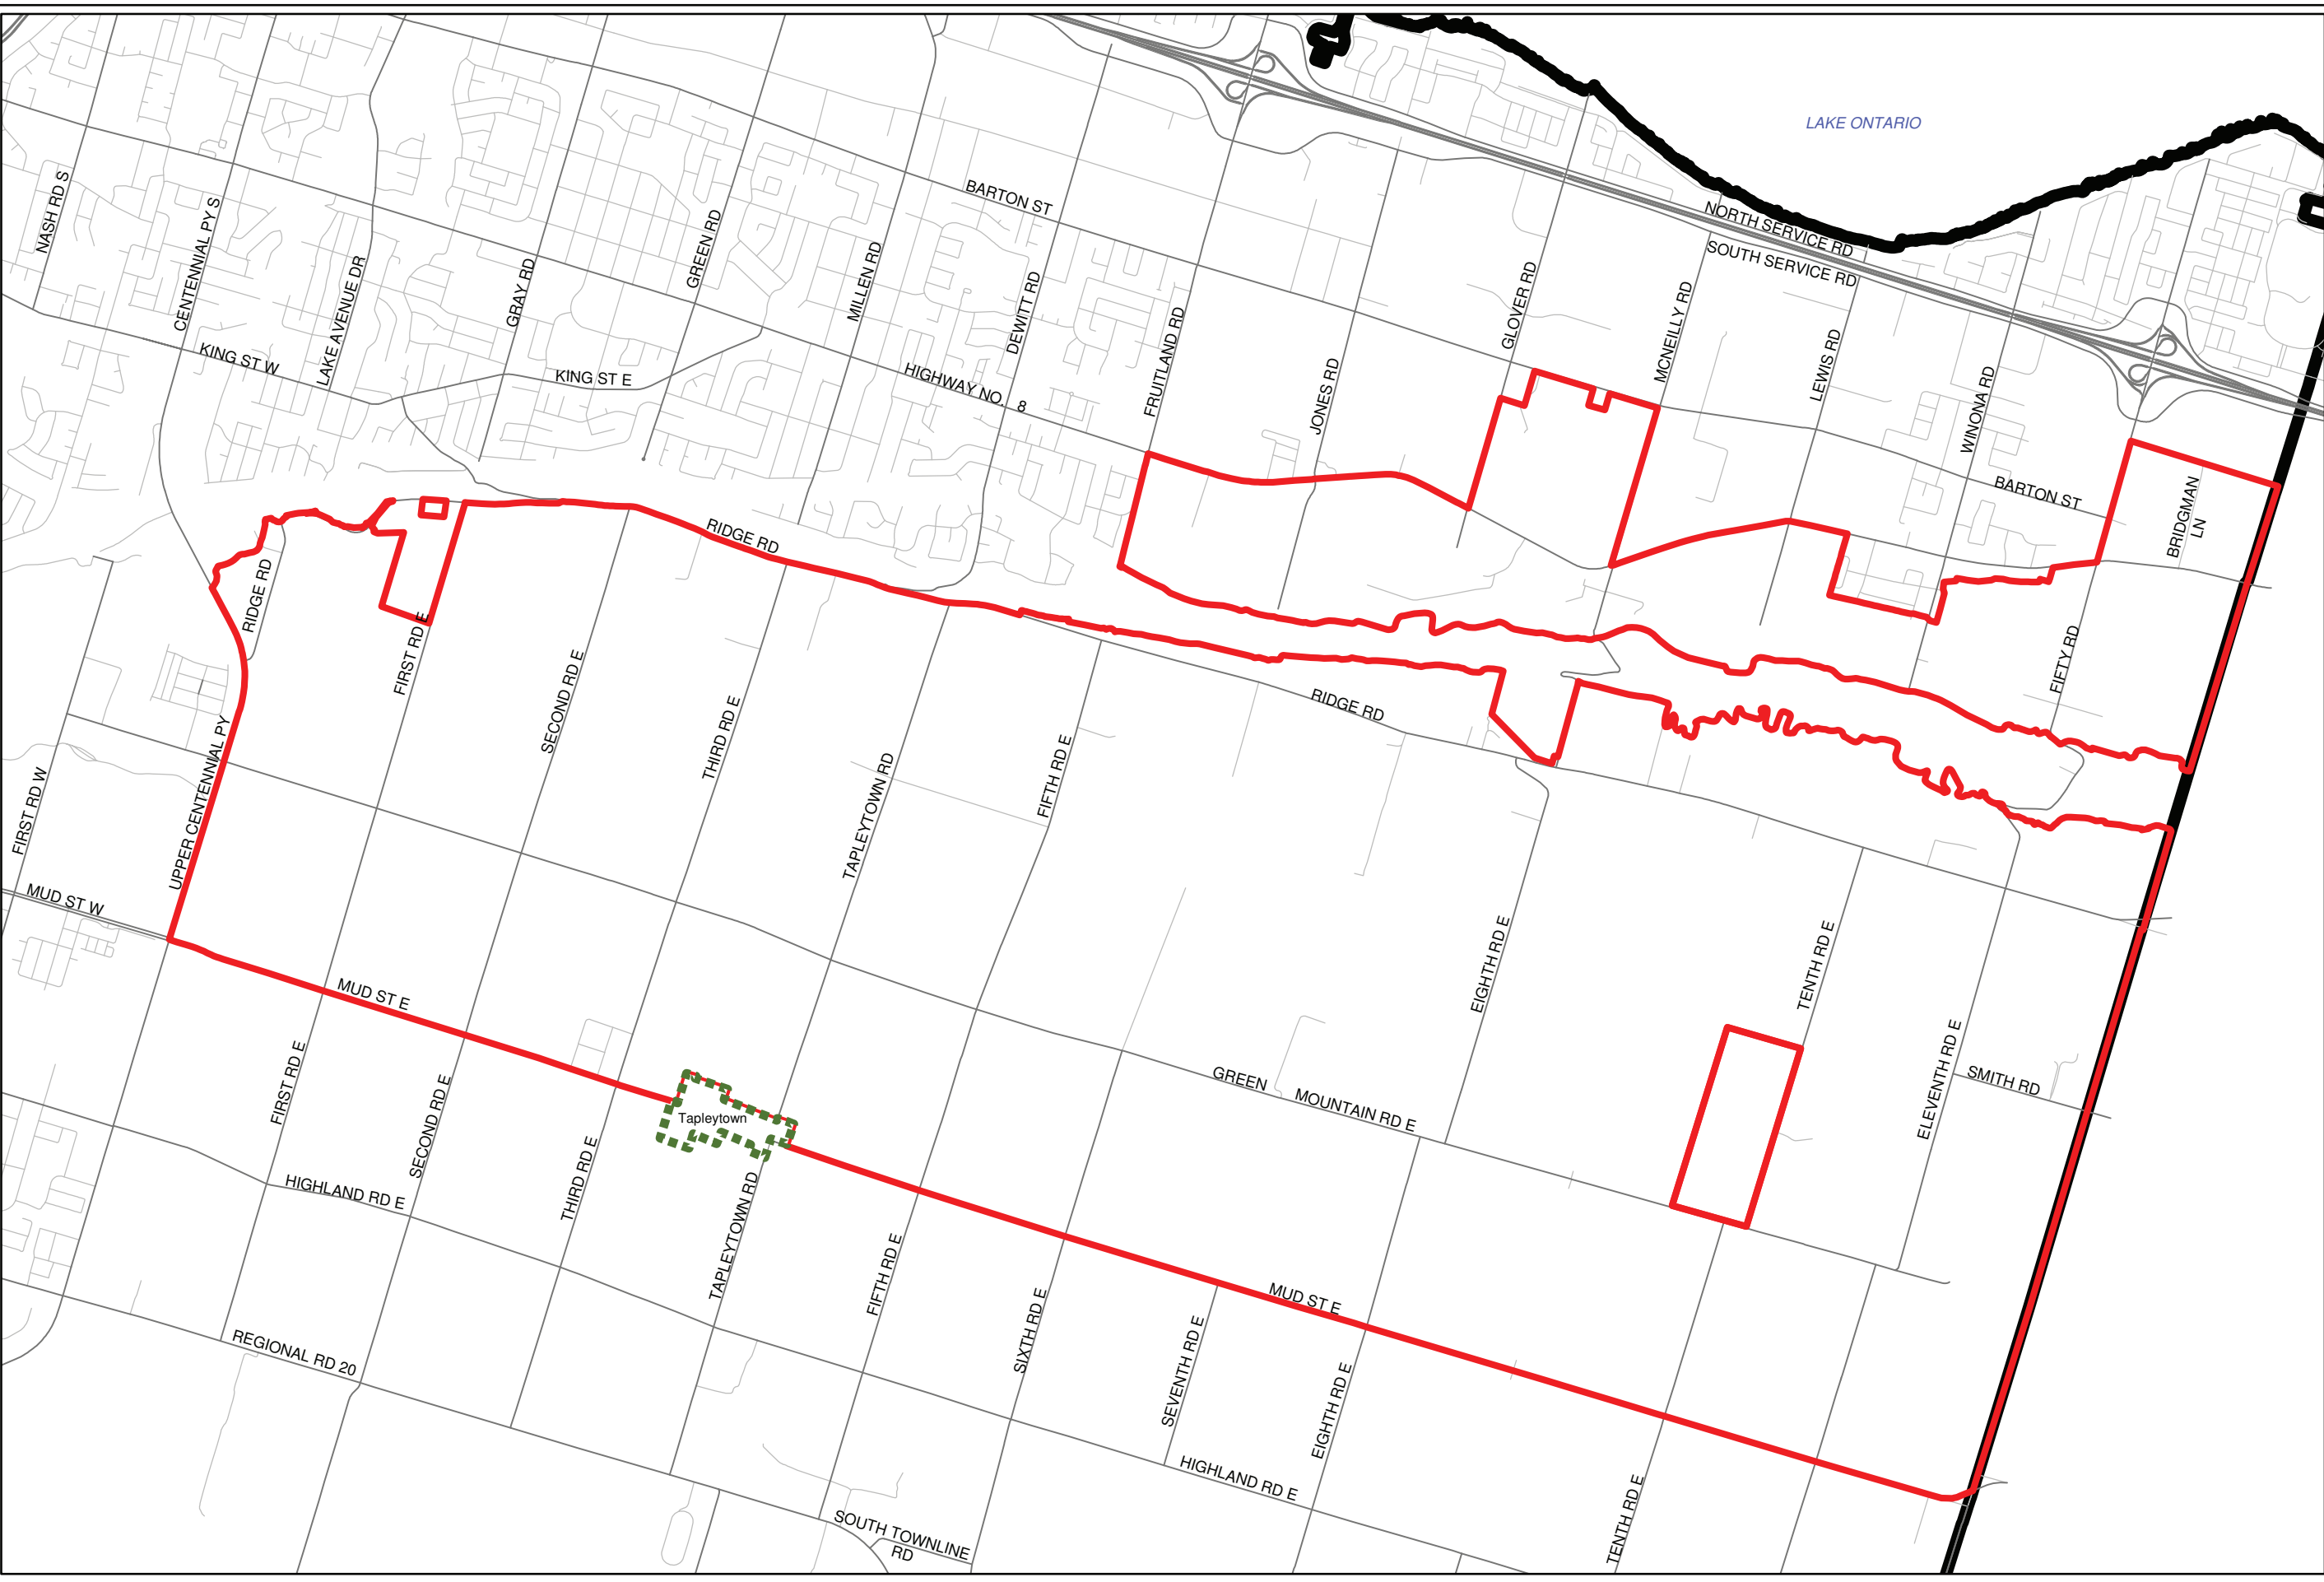 LAKE ONTARIO
NASH RD S
CENTENNIAL PY S
LAKE AVENUE DR
GRAY RD
GREEN RD
MILLEN RD
BARTON ST
DEWITT RD
FRUITLAND RD
JONES RD
GLOVER RD
MCNEILLY RD
NORTH SERVICE RD
SOUTH SERVICE RD
LEWIS RD
WINONA RD
KING ST W
KING ST E
HIGHWAY NO. 8
BARTON ST
BRIDGMAN
LN
RIDGE RD
RIDGE RD
FIRST RD E
SECOND RD E
THIRD RD E
TAPLEYTOWN RD
FIFTH RD E
RIDGE RD
FIFTY RD
FIRST RD W
UPPER CENTENNIAL PY
MUD ST W
MUD ST E
EIGHTH RD E
TENTH RD E
ELEVENTH RD E
SMITH RD
GREEN MOUNTAIN RD E
FIRST RD E
SECOND RD E
THIRD RD E
Tapleytown
TAPLEYTOWN RD
HIGHLAND RD E
FIFTH RD E
SIXTH RD E
SEVENTH RD E
MUD ST E
EIGHTH RD E
REGIONAL RD 20
HIGHLAND RD E
TENTH RD E
SOUTH TOWNLINE
RD